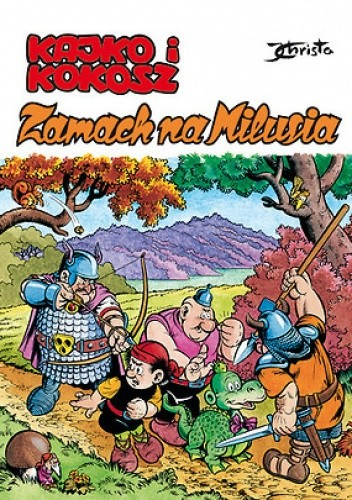 KAJKO i
KOKOSZ
Christa
Zamach na Milusia